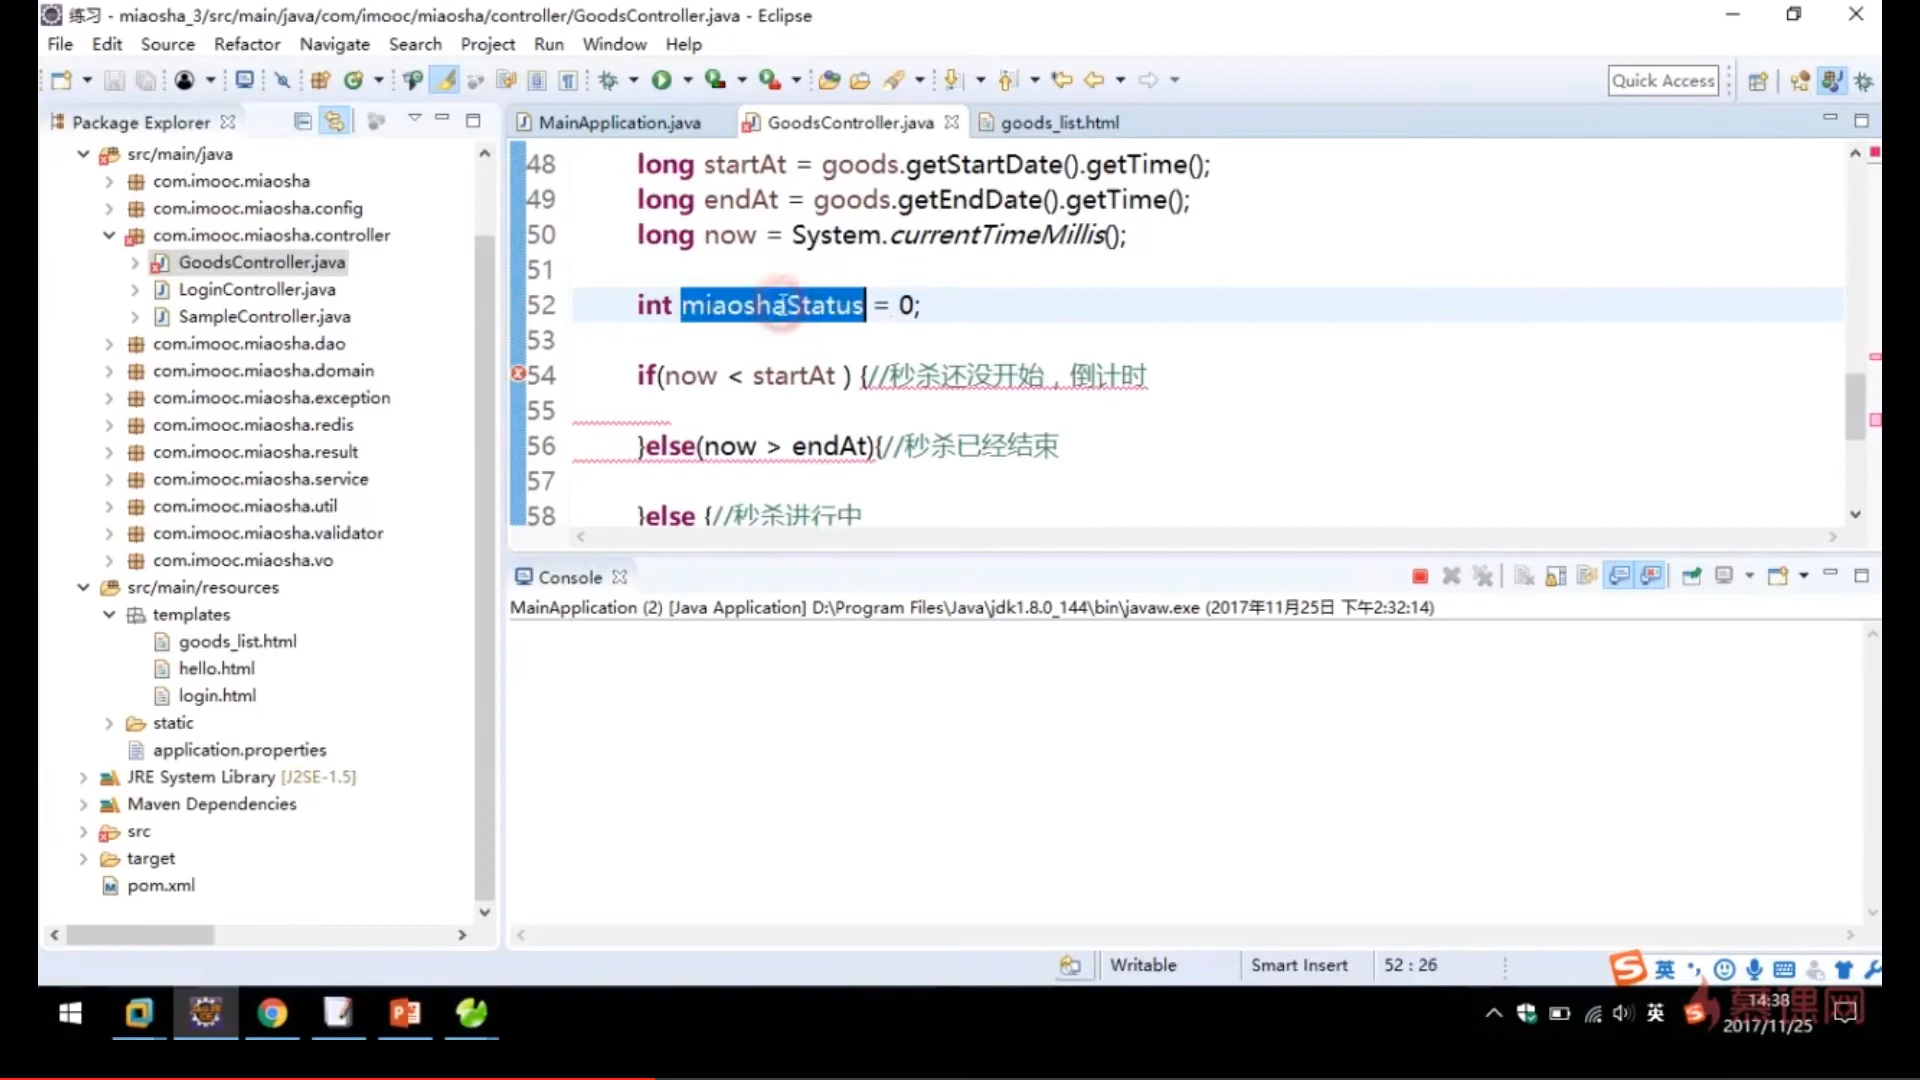 练习 - miaosha_3/src/main/java/com/imooc/miaosha/controller/GoodsController.java - Eclipse
File Edit Source Refactor Navigate Search Project Run Window Help
Quick Access
Package Explorer
src/main/java
com.imooc.miaosha
com.imooc.miaosha.config
com.imooc.miaosha.controller
GoodsController.java
LoginController.java
SampleController.java
com.imooc.miaosha.dao
com.imooc.miaosha.domain
com.imooc.miaosha.exception
com.imooc.miaosha.redis
com.imooc.miaosha.result
com.imooc.miaosha.service
com.imooc.miaosha.util
com.imooc.miaosha.validator
com.imooc.miaosha.vo
src/main/resources
templates
goods_list.html
hello.html
login.html
static
application.properties
JRE System Library [J2SE-1.5]
Maven Dependencies
src
target
pom.xml
MainApplication.java GoodsController.java goods_list.html
48 long startAt = goods.getStartDate().getTime();
49 long endAt = goods.getEndDate().getTime();
50 long now = System.currentTimeMillis();
51
52 int miaoshaStatus = 0;
53
54 if(now < startAt ) {//秒杀还没开始，倒计时
55
56 }else(now > endAt){//秒杀已经结束
57
58 }else {//秒杀进行中
Console
MainApplication (2) [Java Application] D:\Program Files\Java\jdk1.8.0_144\bin\javaw.exe (2017年11月25日 下午2:32:14)
Writable Smart Insert 52 : 26
英
英
14:38
2017/11/25
慕课网